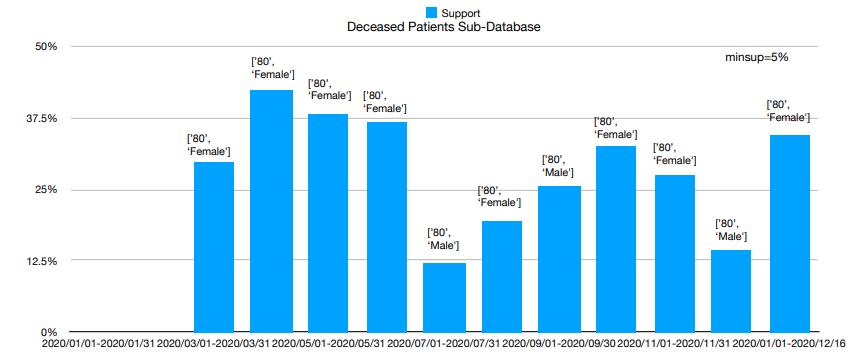 Support
Deceased Patients Sub-Database
50%
minsup=5%
37.5%
25%
12.5%
0%
['80',
‘Female']
['80',
‘Female']
['80',
‘Female']
['80',
‘Female']
['80',
‘Male']
['80',
‘Female']
['80',
‘Male']
['80',
‘Female']
['80',
‘Female']
['80',
‘Male']
['80',
‘Female']
2020/01/01-2020/01/31 2020/03/01-2020/03/31 2020/05/01-2020/05/31 2020/07/01-2020/07/31 2020/09/01-2020/09/30 2020/11/01-2020/11/31 2020/01/01-2020/12/16